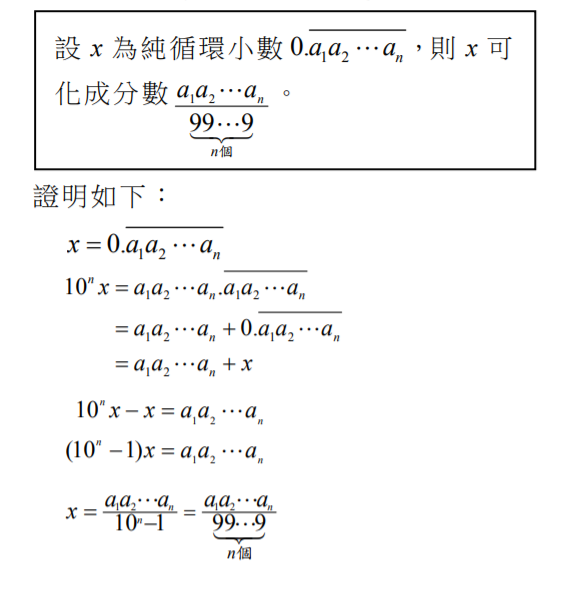 設 x 為純循環小數 $0.\overline{a_1a_2\cdots a_n}$，則 x 可
化成分數 $\frac{a_1a_2\cdots a_n}{\underbrace{99\cdots 9}_{n個}}$ 。
證明如下：
$x = 0.\overline{a_1a_2\cdots a_n}$
$10^n x = a_1a_2\cdots a_n.\overline{a_1a_2\cdots a_n}$
$= a_1a_2\cdots a_n + 0.\overline{a_1a_2\cdots a_n}$
$= a_1a_2\cdots a_n + x$
$10^n x - x = a_1a_2\cdots a_n$
$(10^n - 1)x = a_1a_2\cdots a_n$
$x = \frac{a_1a_2\cdots a_n}{10^n - 1} = \frac{a_1a_2\cdots a_n}{\underbrace{99\cdots 9}_{n個}}$